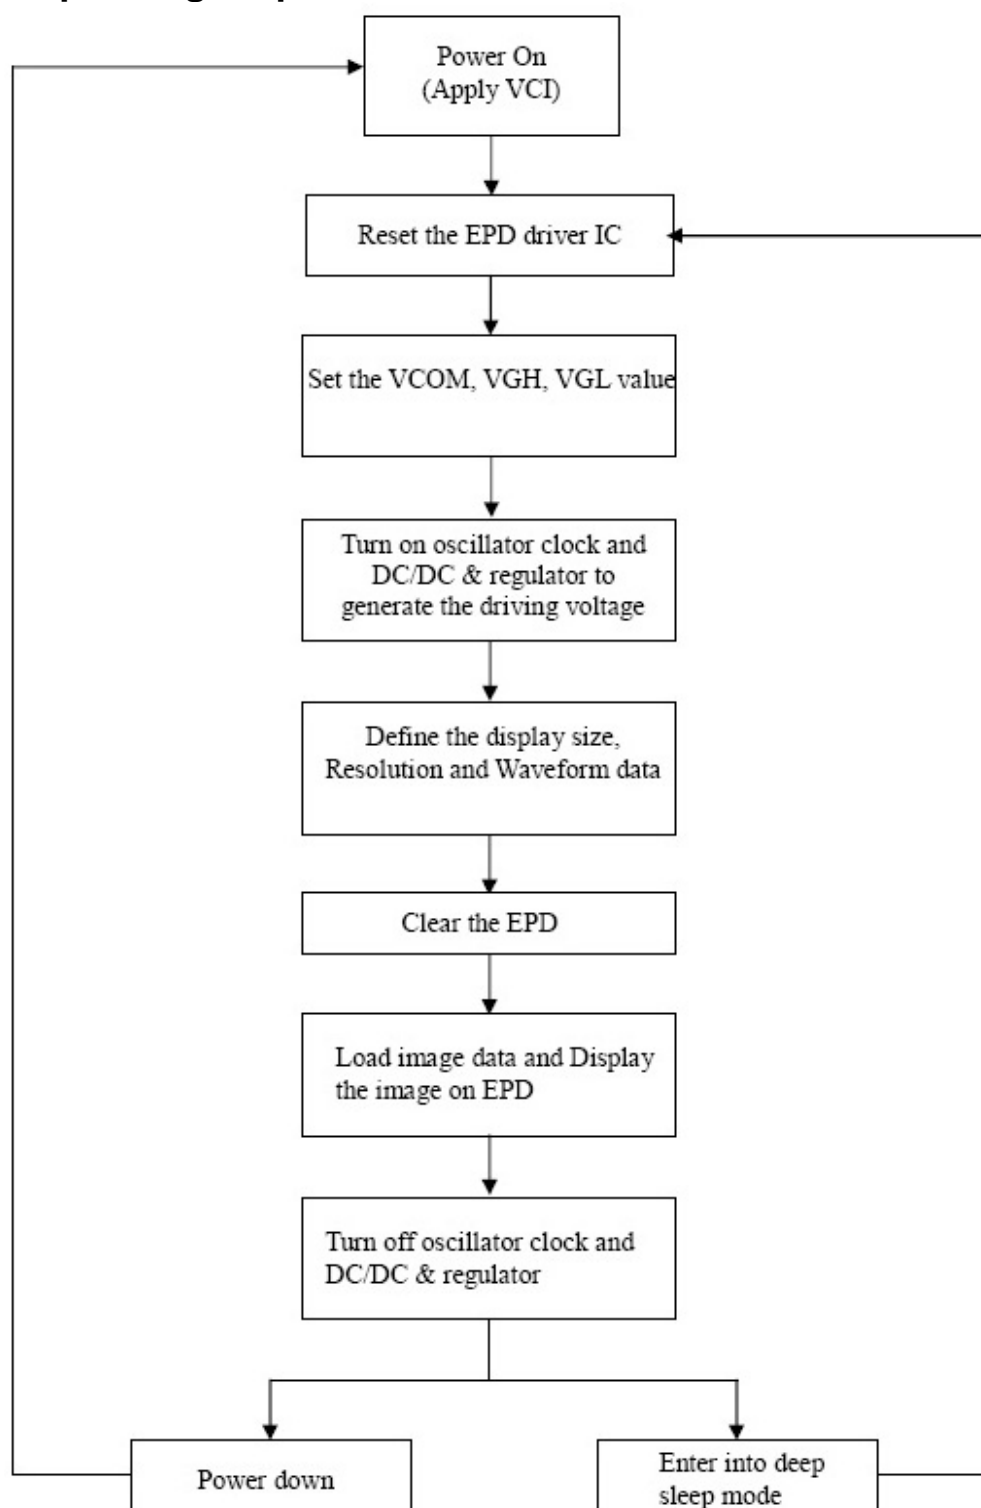 Power On
(Apply VCI)
Reset the EPD driver IC
Set the VCOM, VGH, VGL value
Turn on oscillator clock and
DC/DC & regulator to
generate the driving voltage
Define the display size,
Resolution and Waveform data
Clear the EPD
Load image data and Display
the image on EPD
Turn off oscillator clock and
DC/DC & regulator
Power down
Enter into deep
sleep mode